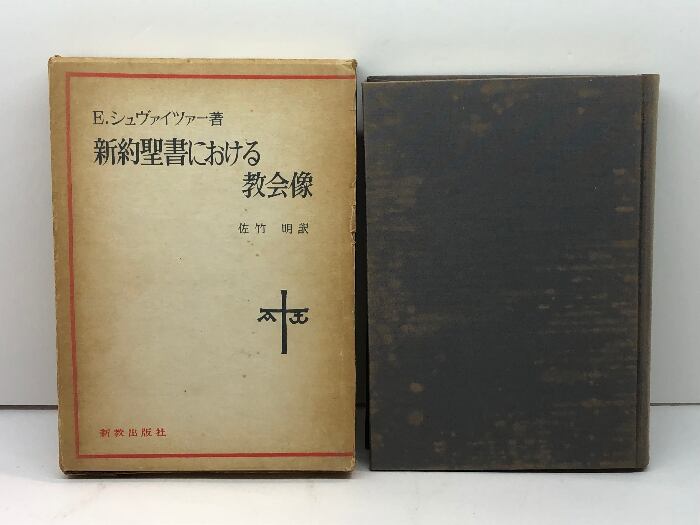 E.シュヴァイツァー著
新約聖書における
教会像
佐竹 明訳
新教出版社